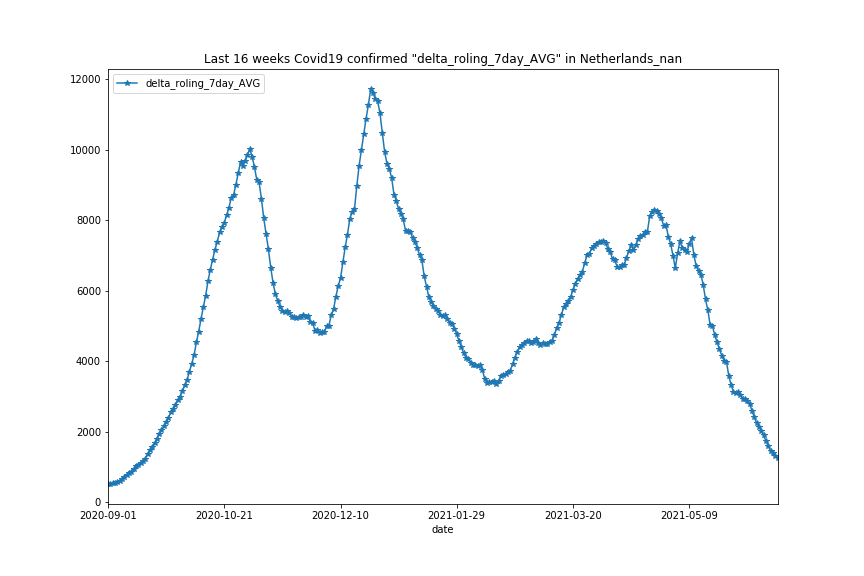 Last 16 weeks Covid19 confirmed "delta_roling_7day_AVG" in Netherlands_nan
delta_roling_7day_AVG
12000
10000
8000
6000
4000
2000
0
2020-09-01 2020-10-21 2020-12-10 2021-01-29 2021-03-20 2021-05-09
date